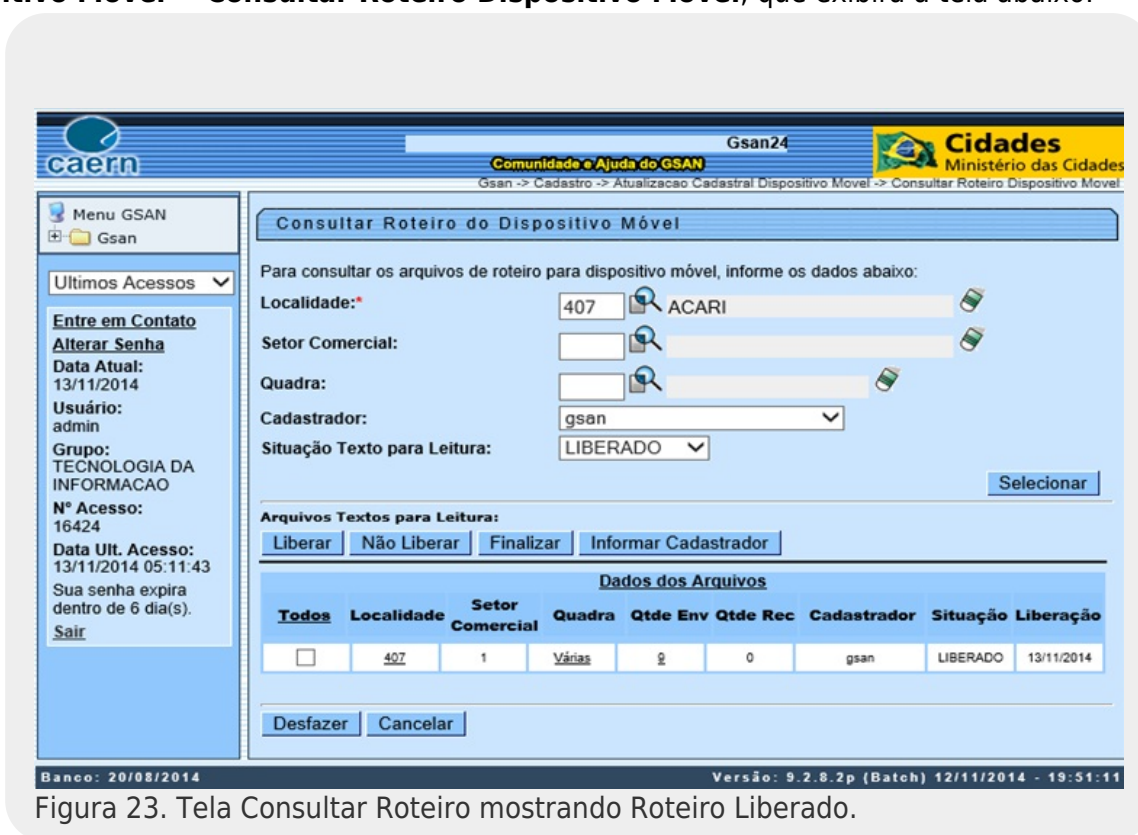 Consultar Roteiro Dispositivo Móvel, que exibirá a tela abaixo:
caern
Gsan24
Comunidade e Ajuda do GSAN
Cidades
Ministério das Cidades
Gsan -> Cadastro -> Atualizacao Cadastral Dispositivo Movel -> Consultar Roteiro Dispositivo Movel
Menu GSAN
Gsan
Ultimos Acessos
Entre em Contato
Alterar Senha
Data Atual:
13/11/2014
Usuário:
admin
Grupo:
TECNOLOGIA DA
INFORMACAO
Nº Acesso:
16424
Data Ult. Acesso:
13/11/2014 05:11:43
Sua senha expira
dentro de 6 dia(s).
Sair
Consultar Roteiro do Dispositivo Móvel
Para consultar os arquivos de roteiro para dispositivo móvel, informe os dados abaixo:
Localidade:* 407 ACARI
Setor Comercial:
Quadra:
Cadastrador: gsan
Situação Texto para Leitura: LIBERADO
Selecionar
Arquivos Textos para Leitura:
Liberar Não Liberar Finalizar Informar Cadastrador
Dados dos Arquivos
Todos Localidade Setor Comercial Quadra Qtde Env Qtde Rec Cadastrador Situação Liberação
407 1 Várias 9 0 gsan LIBERADO 13/11/2014
Desfazer Cancelar
Banco: 20/08/2014 Versão: 9.2.8.2p (Batch) 12/11/2014 - 19:51:11
Figura 23. Tela Consultar Roteiro mostrando Roteiro Liberado.